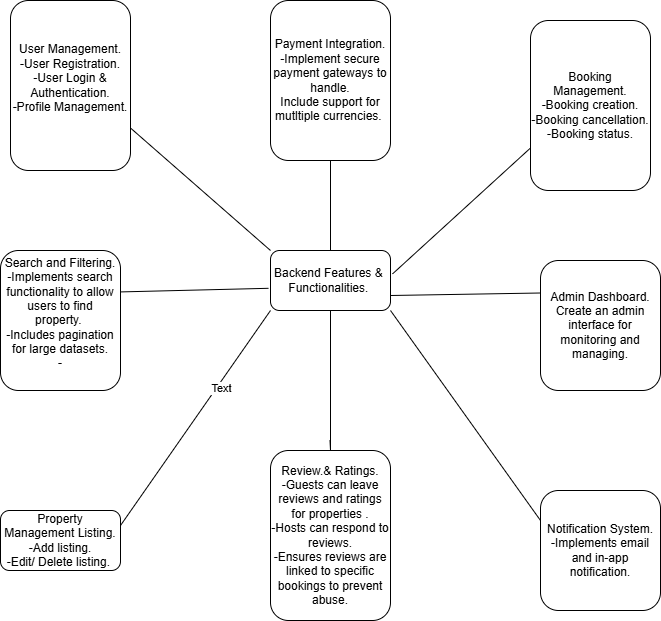 User Management.
-User Registration.
-User Login &
Authentication.
-Profile Management.
Payment Integration.
-Implement secure
payment gateways to
handle.
Include support for
mutltiple currencies.
Booking
Management.
-Booking creation.
-Booking cancellation.
-Booking status.
Search and Filtering.
-Implements search
functionality to allow
users to find
property.
-Includes pagination
for large datasets.
-
Backend Features &
Functionalities.
Admin Dashboard.
Create an admin
interface for
monitoring and
managing.
Text
Property
Management Listing.
-Add listing.
-Edit/ Delete listing.
Review.& Ratings.
-Guests can leave
reviews and ratings
for properties .
-Hosts can respond to
reviews.
-Ensures reviews are
linked to specific
bookings to prevent
abuse.
Notification System.
-Implements email
and in-app
notification.